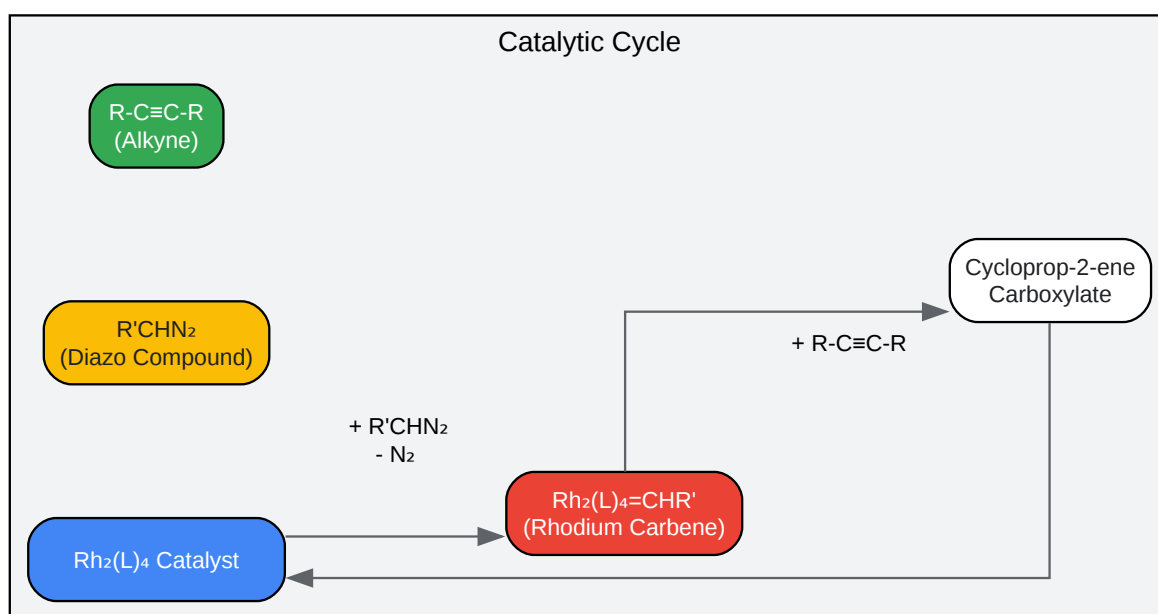 Catalytic Cycle
R-C≡C-R
(Alkyne)
Cycloprop-2-ene
Carboxylate
R'CHN₂
(Diazo Compound)
+ R-C≡C-R
+ R'CHN₂
- N₂
Rh₂(L)₄=CHR'
(Rhodium Carbene)
Rh₂(L)₄ Catalyst